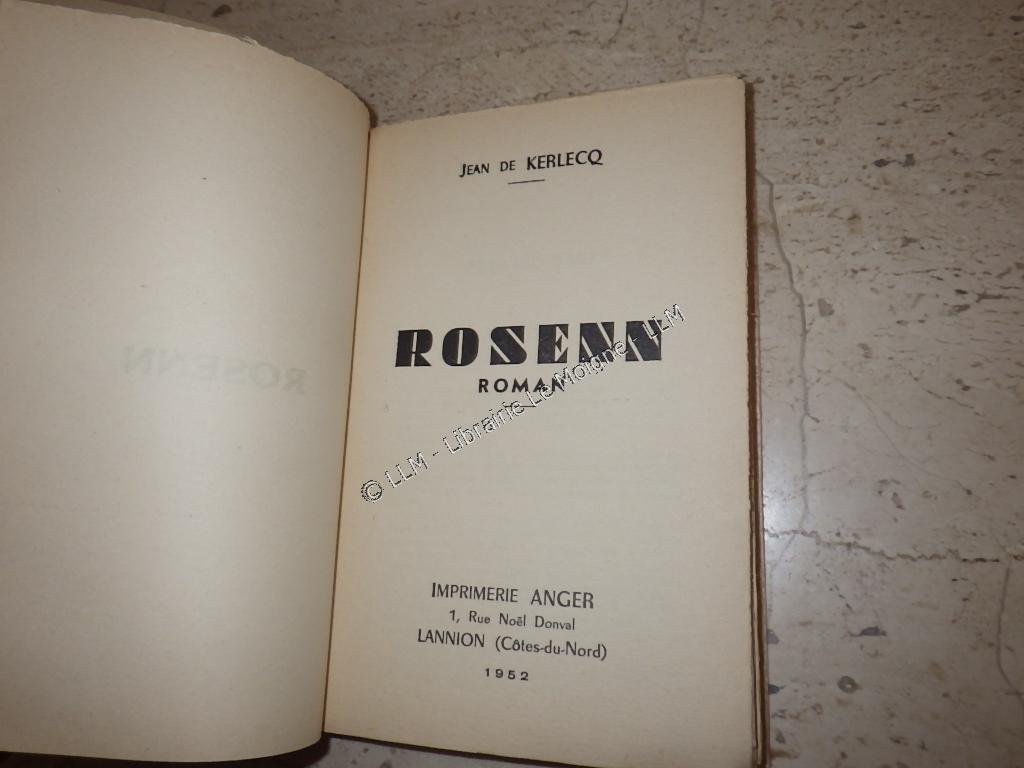 JEAN DE KERLECQ
ROSENN
ROMAN
© LLM - Librairie Le Moigne - LLM
IMPRIMERIE ANGER
1, Rue Noël Donval
LANNION (Côtes-du-Nord)
1952
ROSENN